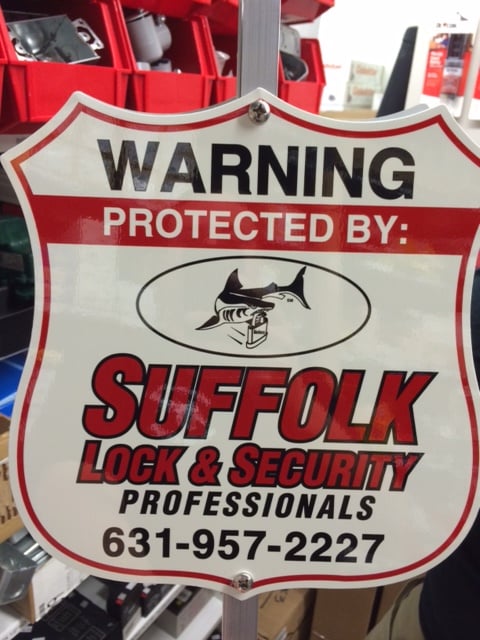 WARNING
PROTECTED BY:
SUFFOLK
LOCK & SECURITY
PROFESSIONALS
631-957-2227